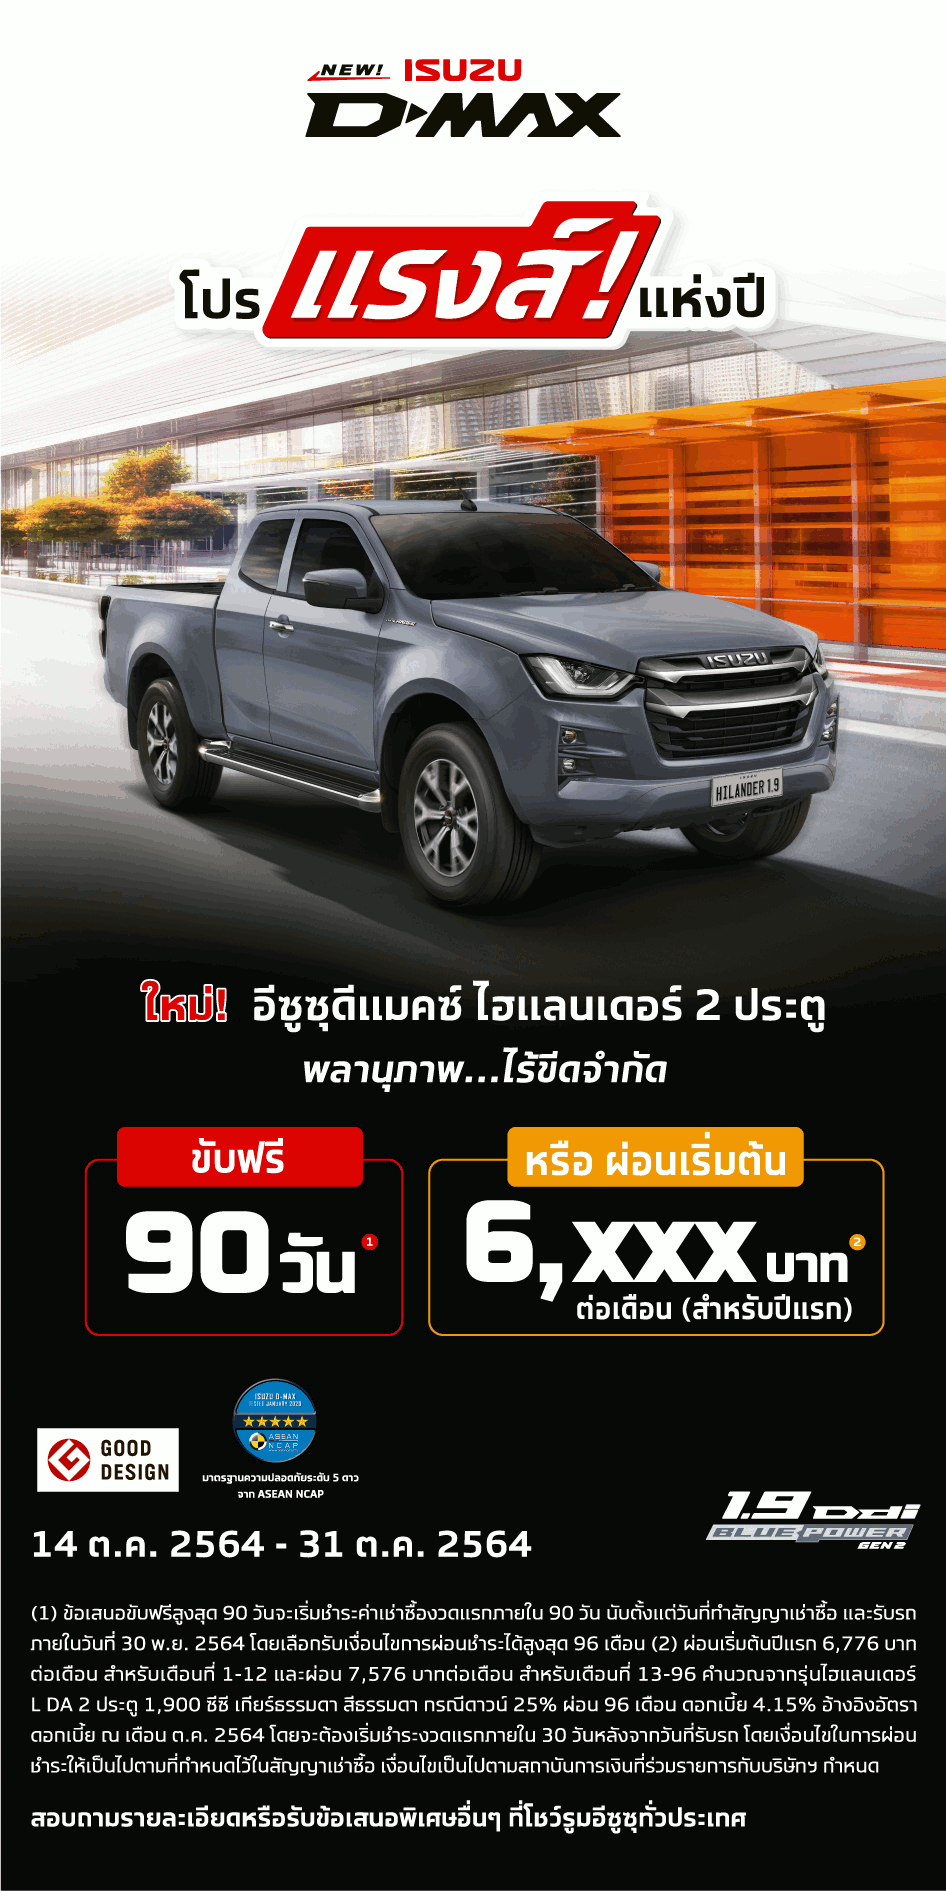 NEW! ISUZU
D-MAX
โปร แรงส์! แห่งปี
ISUZU
HILANDER 1.9
ใหม่! อีซูซุดีแมคซ์ ไฮแลนเดอร์ 2 ประตู
พลานุภาพ...ไร้ขีดจำกัด
ขับฟรี
90 วัน 1
หรือ ผ่อนเริ่มต้น
6,xxx บาท 2
ต่อเดือน (สำหรับปีแรก)
GOOD
DESIGN
ISUZU D-MAX
TESTED JANUARY 2020
ASEAN
NCAP
มาตรฐานความปลอดภัยระดับ 5 ดาว
จาก ASEAN NCAP
1.9 Ddi
BLUE POWER
GEN 2
14 ต.ค. 2564 - 31 ต.ค. 2564
(1) ข้อเสนอขับฟรีสูงสุด 90 วันจะเริ่มชำระค่าเช่าซื้องวดแรกภายใน 90 วัน นับตั้งแต่วันที่ทำสัญญาเช่าซื้อ และรับรถ
ภายในวันที่ 30 พ.ย. 2564 โดยเลือกรับเงื่อนไขการผ่อนชำระได้สูงสุด 96 เดือน (2) ผ่อนเริ่มต้นปีแรก 6,776 บาท
ต่อเดือน สำหรับเดือนที่ 1-12 และผ่อน 7,576 บาทต่อเดือน สำหรับเดือนที่ 13-96 คำนวณจากรุ่นไฮแลนเดอร์
L DA 2 ประตู 1,900 ซีซี เกียร์ธรรมดา สีธรรมดา กรณีดาวน์ 25% ผ่อน 96 เดือน ดอกเบี้ย 4.15% อ้างอิงอัตรา
ดอกเบี้ย ณ เดือน ต.ค. 2564 โดยจะต้องเริ่มชำระงวดแรกภายใน 30 วันหลังจากวันที่รับรถ โดยเงื่อนไขในการผ่อน
ชำระให้เป็นไปตามที่กำหนดไว้ในสัญญาเช่าซื้อ เงื่อนไขเป็นไปตามสถาบันการเงินที่ร่วมรายการกับบริษัทฯ กำหนด
สอบถามรายละเอียดหรือรับข้อเสนอพิเศษอื่นๆ ที่โชว์รูมอีซูซุทั่วประเทศ